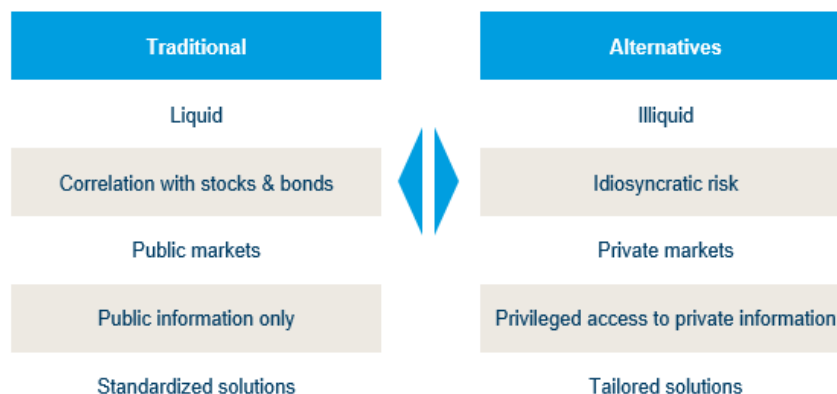 Traditional
Alternatives
Liquid
Illiquid
Correlation with stocks & bonds
Idiosyncratic risk
Public markets
Private markets
Public information only
Privileged access to private information
Standardized solutions
Tailored solutions